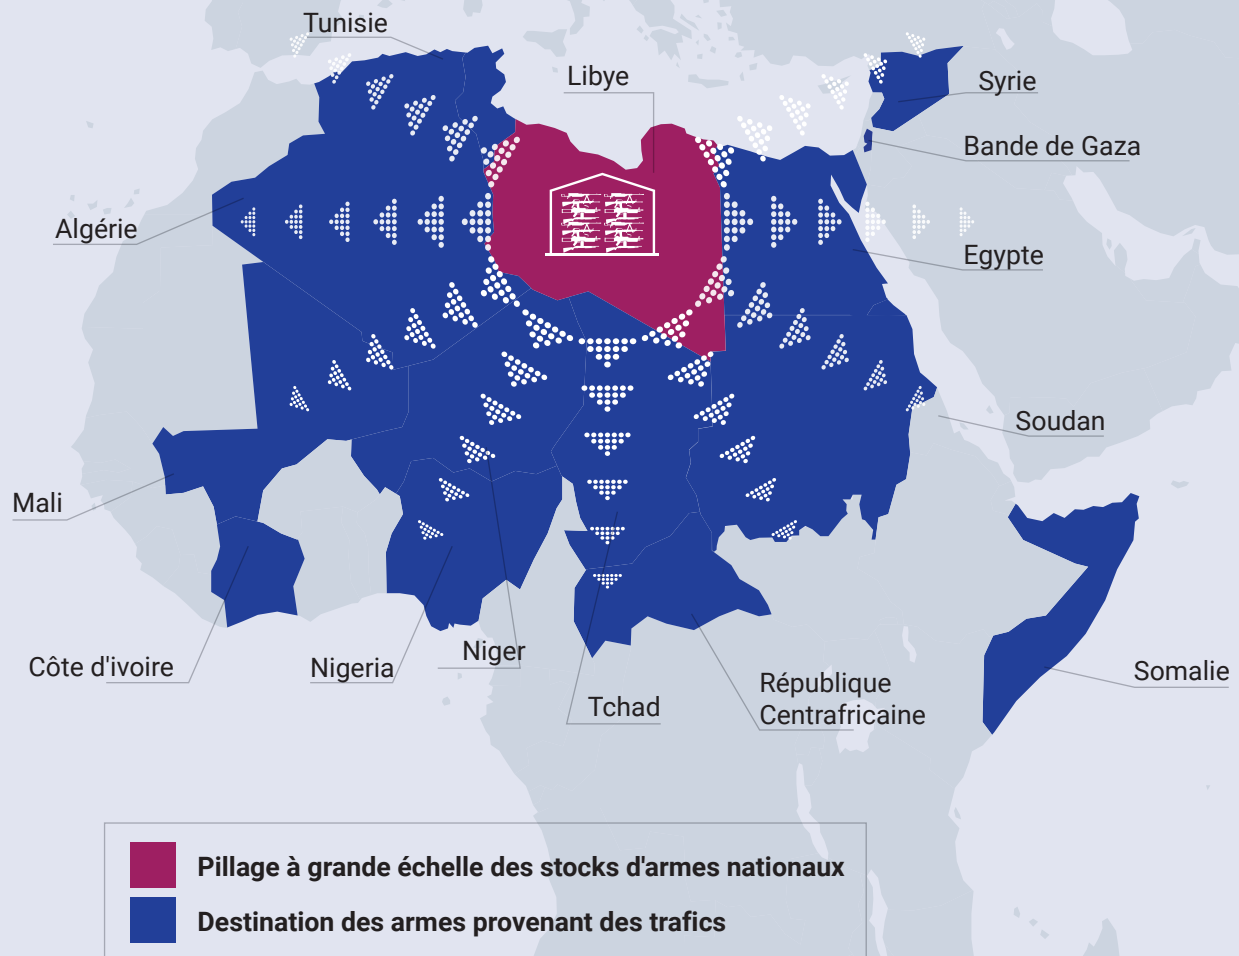 Tunisie
Libye
Syrie
Bande de Gaza
Algérie
Egypte
Soudan
Mali
Côte d'ivoire
Nigeria
Niger
Tchad
République
Centrafricaine
Somalie
Pillage à grande échelle des stocks d'armes nationaux
Destination des armes provenant des trafics